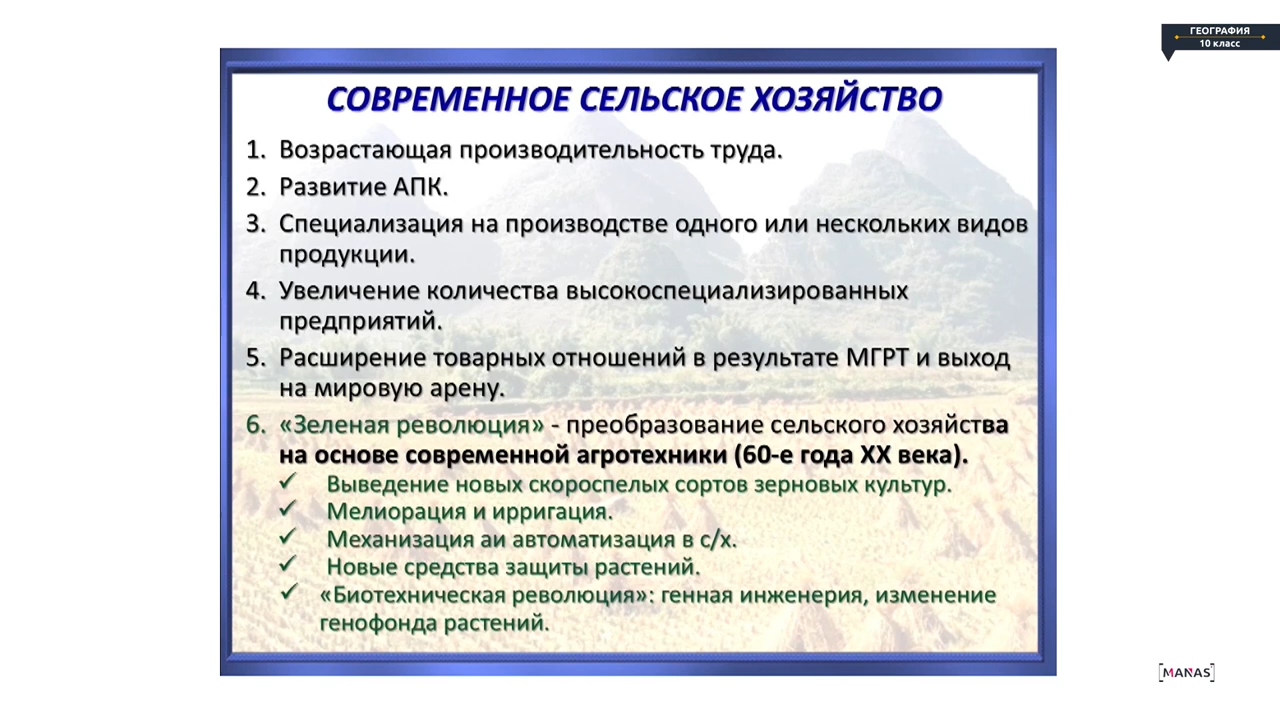 ГЕОГРАФИЯ
10 класс
СОВРЕМЕННОЕ СЕЛЬСКОЕ ХОЗЯЙСТВО
1. Возрастающая производительность труда.
2. Развитие АПК.
3. Специализация на производстве одного или нескольких видов
продукции.
4. Увеличение количества высокоспециализированных
предприятий.
5. Расширение товарных отношений в результате МГРТ и выход
на мировую арену.
6. «Зеленая революция» - преобразование сельского хозяйства
на основе современной агротехники (60-е года XX века).
✓ Выведение новых скороспелых сортов зерновых культур.
✓ Мелиорация и ирригация.
✓ Механизация аи автоматизация в с/х.
✓ Новые средства защиты растений.
✓ «Биотехническая революция»: генная инженерия, изменение
генофонда растений.
[MANAS]